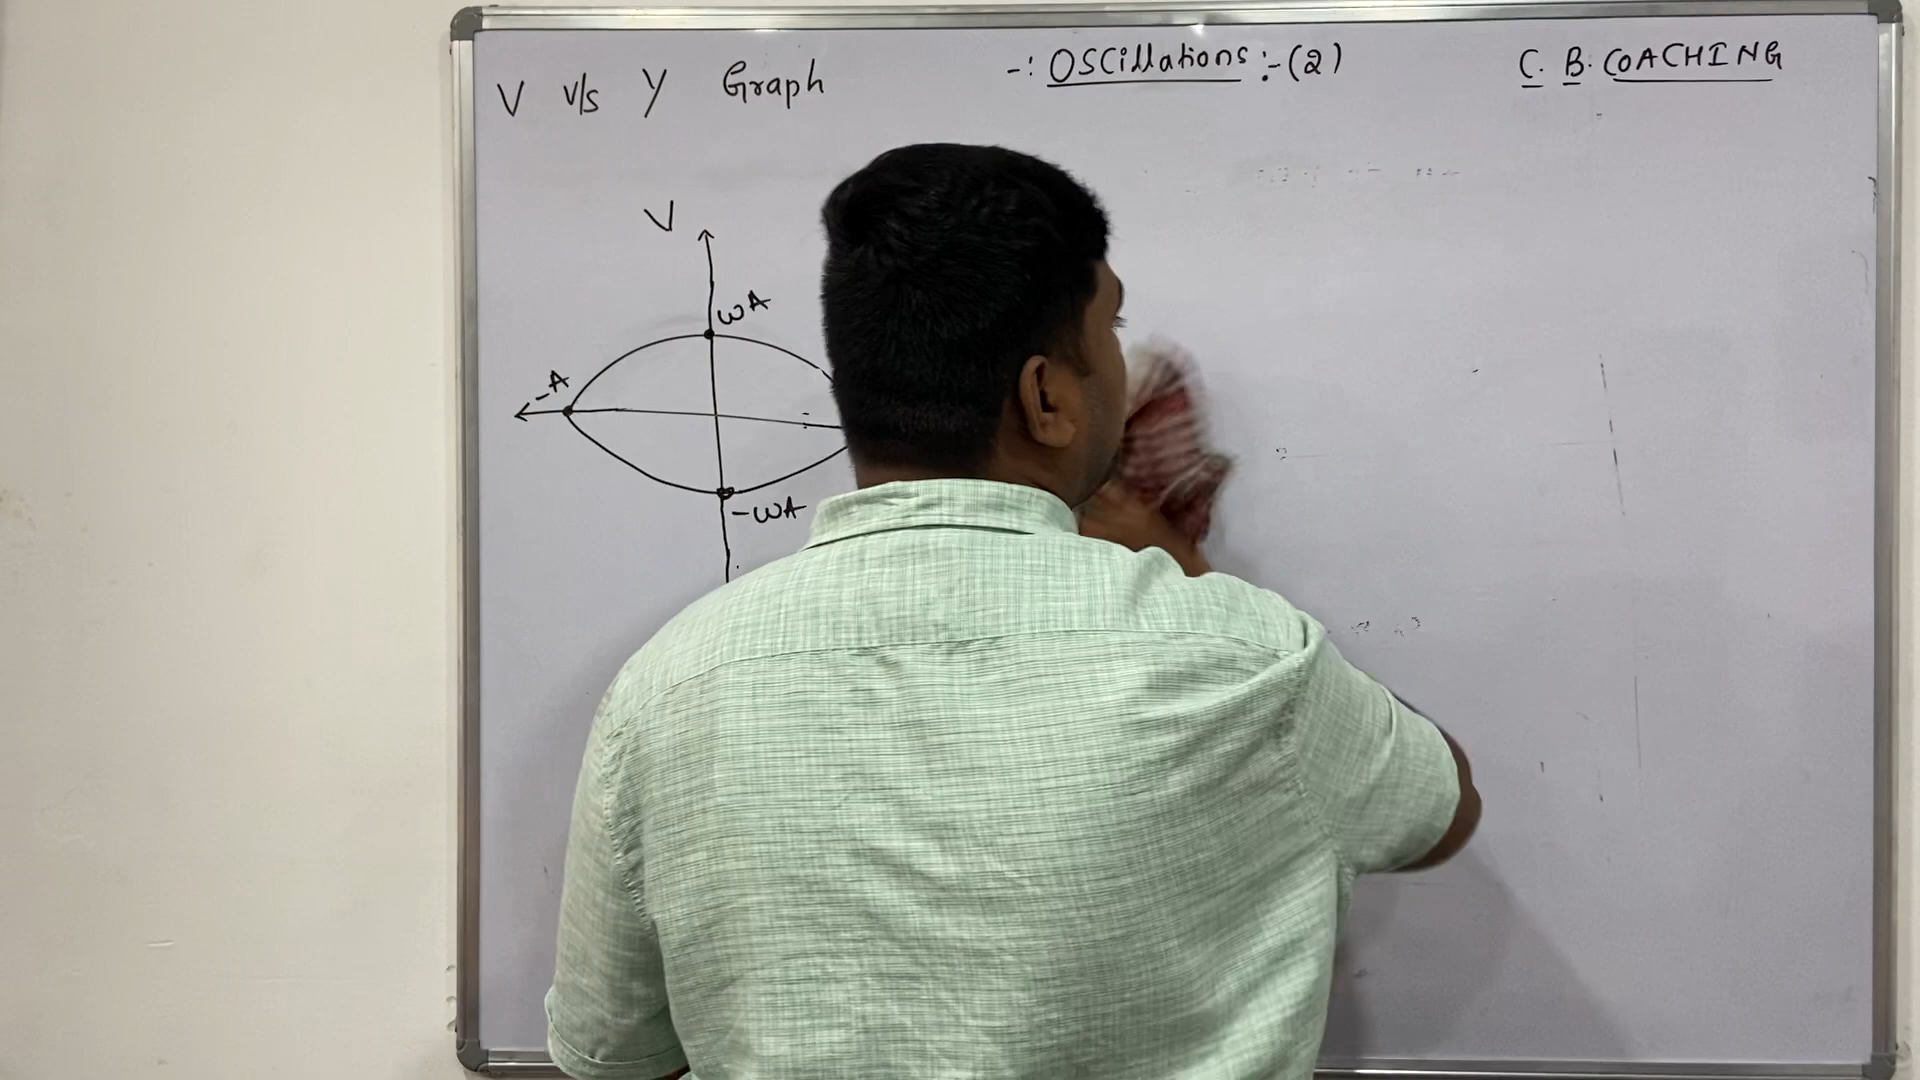 V v/s Y Graph
-: OSCillations :- (2)
C. B. COACHING
V
ωA
-A
-ωA